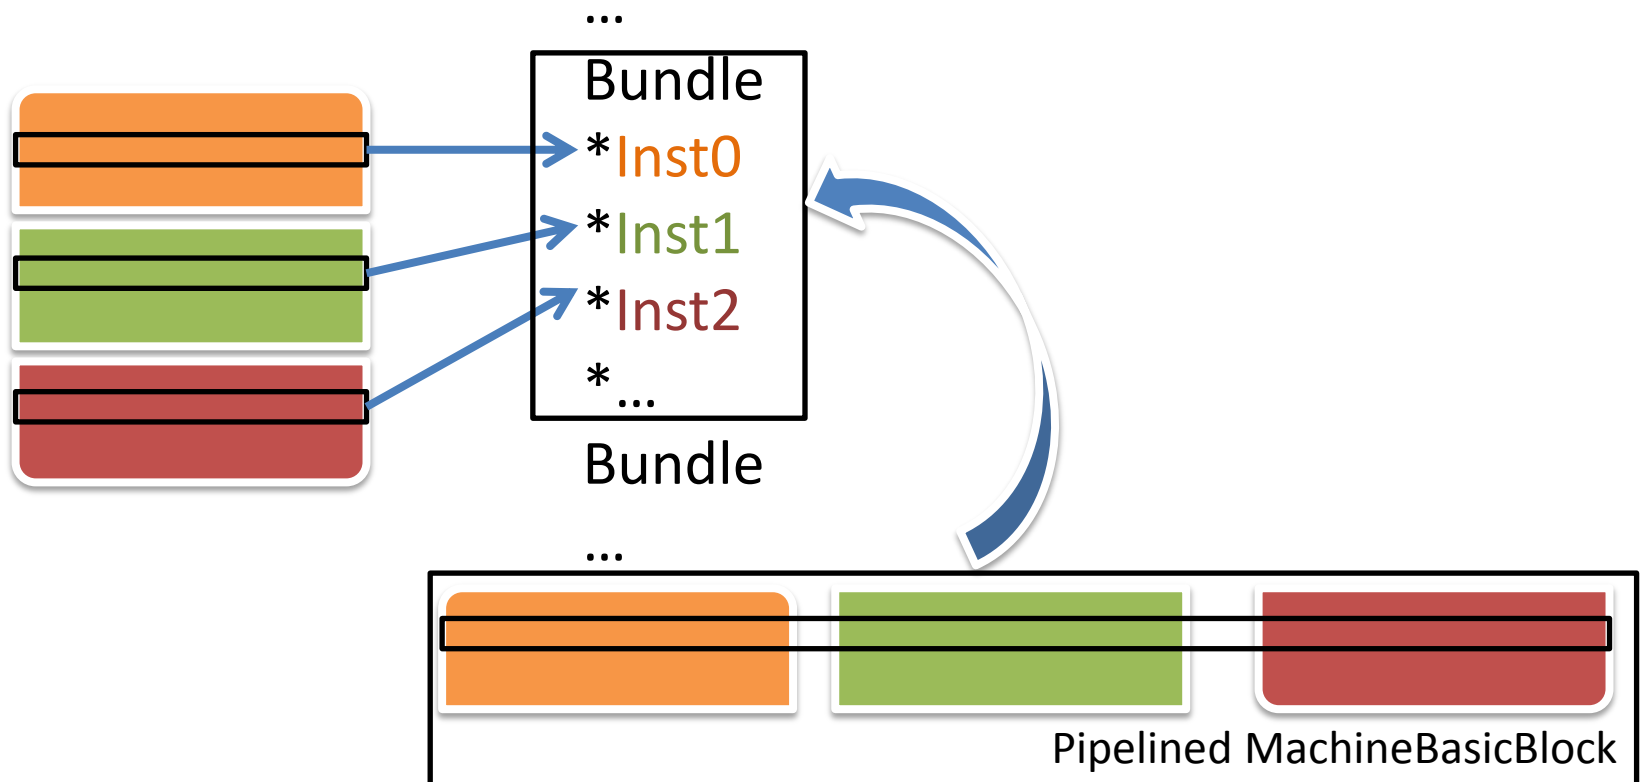 ...
Bundle
*Inst0
*Inst1
*Inst2
*...
Bundle
...
Pipelined MachineBasicBlock